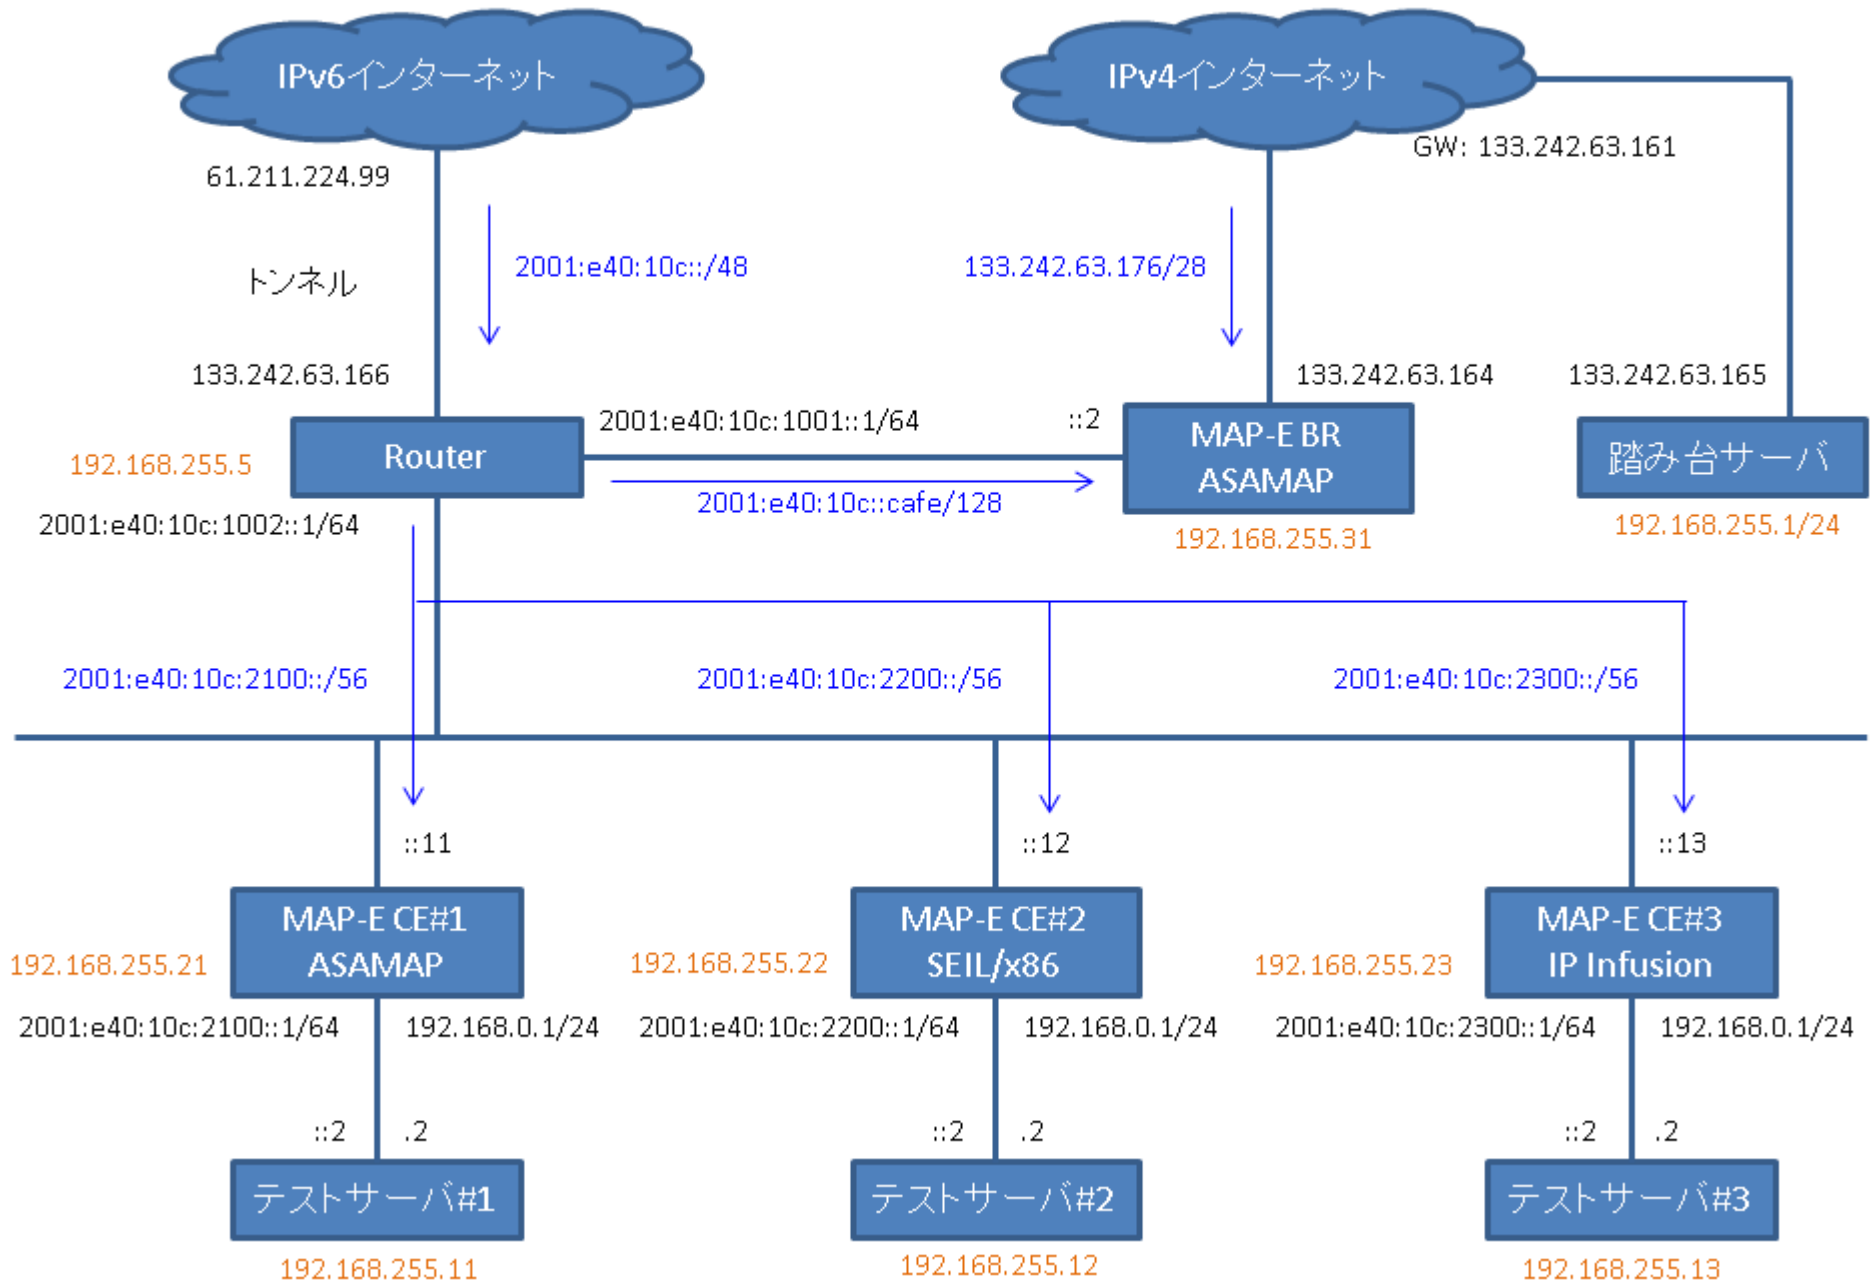 IPv6インターネット
IPv4インターネット
GW: 133.242.63.161
61.211.224.99
2001:e40:10c::/48
133.242.63.176/28
トンネル
133.242.63.166
133.242.63.164
133.242.63.165
Router
2001:e40:10c:1001::1/64
::2
MAP-E BR
ASAMAP
踏み台サーバ
192.168.255.5
2001:e40:10c::cafe/128
2001:e40:10c:1002::1/64
192.168.255.31
192.168.255.1/24
2001:e40:10c:2100::/56
2001:e40:10c:2200::/56
2001:e40:10c:2300::/56
::11
::12
::13
MAP-E CE#1
ASAMAP
MAP-E CE#2
SEIL/x86
MAP-E CE#3
IP Infusion
192.168.255.21
192.168.255.22
192.168.255.23
2001:e40:10c:2100::1/64
192.168.0.1/24
2001:e40:10c:2200::1/64
192.168.0.1/24
2001:e40:10c:2300::1/64
192.168.0.1/24
::2
.2
::2
.2
::2
.2
テストサーバ#1
テストサーバ#2
テストサーバ#3
192.168.255.11
192.168.255.12
192.168.255.13